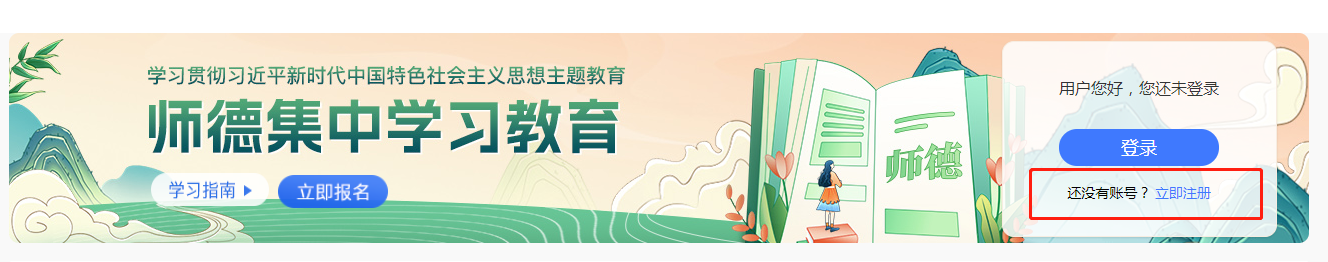 学习贯彻习近平新时代中国特色社会主义思想主题教育
师德集中学习教育
学习指南
立即报名
师德
用户您好，您还未登录
登录
还没有账号？立即注册